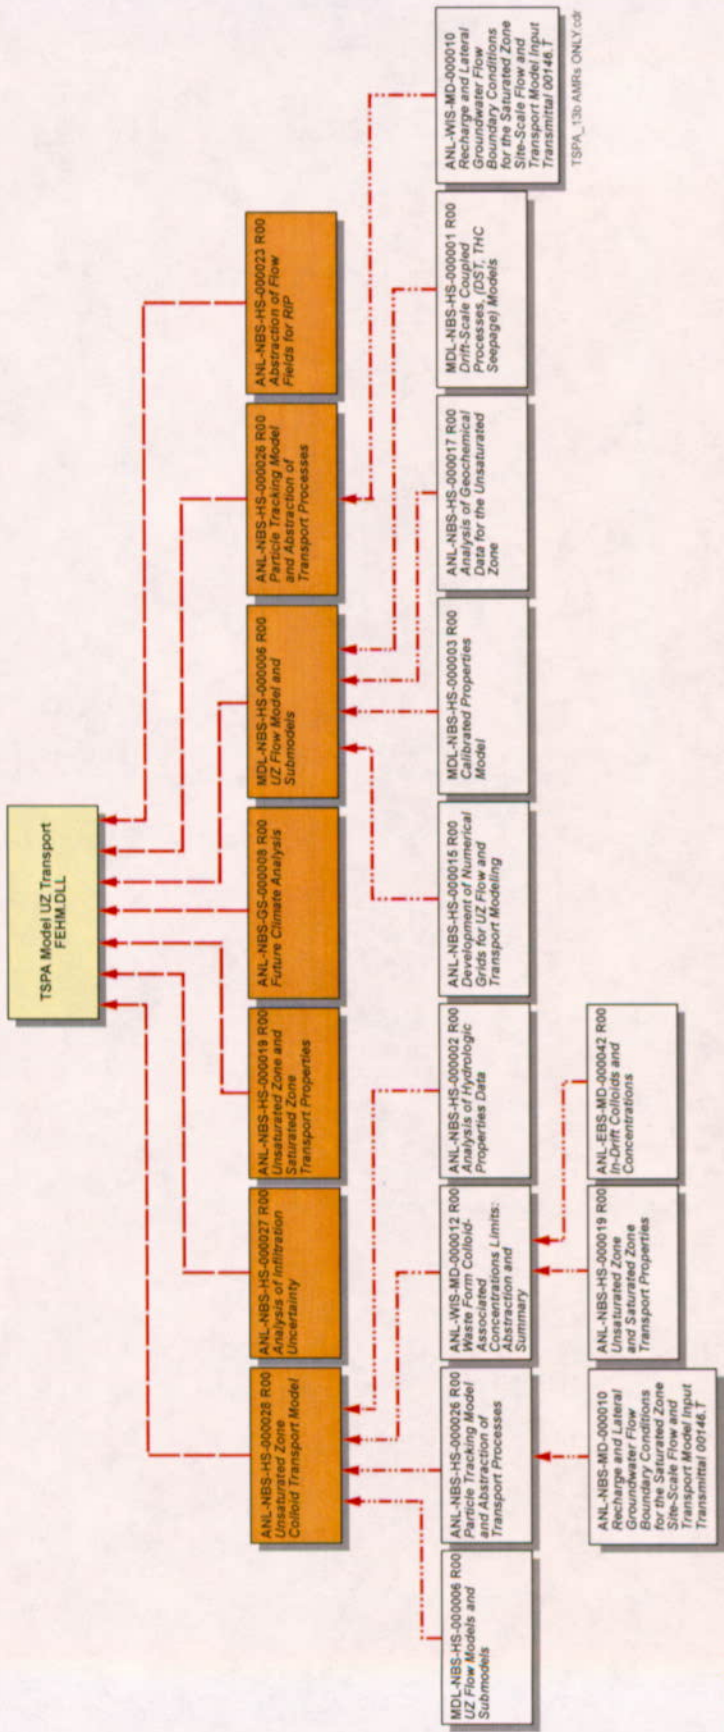 TSPA Model UZ Transport
FEHM.DLL
ANL-NBS-HS-000028 R00
Unsaturated Zone
Colloid Transport Model
ANL-NBS-HS-000027 R00
Analysis of Infiltration
Uncertainty
ANL-NBS-HS-000019 R00
Unsaturated Zone and
Saturated Zone
Transport Properties
ANL-NBS-GS-000008 R00
Future Climate Analysis
MDL-NBS-HS-000006 R00
UZ Flow Model and
Submodels
ANL-NBS-HS-000026 R00
Particle Tracking Model
and Abstraction of
Transport Processes
ANL-NBS-HS-000023 R00
Abstraction of Flow
Fields for RIP
MDL-NBS-HS-000006 R00
UZ Flow Models and
Submodels
ANL-NBS-HS-000026 R00
Particle Tracking Model
and Abstraction of
Transport Processes
ANL-WIS-MD-000012 R00
Waste Form Colloid-
Associated
Concentrations Limits:
Abstraction and
Summary
ANL-NBS-HS-000002 R00
Analysis of Hydrologic
Properties Data
ANL-NBS-HS-000015 R00
Development of Numerical
Grids for UZ Flow and
Transport Modeling
MDL-NBS-HS-000003 R00
Calibrated Properties
Model
ANL-NBS-HS-000017 R00
Analysis of Geochemical
Data for the Unsaturated
Zone
MDL-NBS-HS-000001 R00
Drift-Scale Coupled
Processes, (DST, THC
Seepage) Models
ANL-WIS-MD-000010
Recharge and Lateral
Groundwater Flow
Boundary Conditions
for the Saturated Zone
Site-Scale Flow and
Transport Model Input
Transmittal 00146.T
ANL-NBS-MD-000010
Recharge and Lateral
Groundwater Flow
Boundary Conditions
for the Saturated Zone
Site-Scale Flow and
Transport Model Input
Transmittal 00146.T
ANL-NBS-HS-000019 R00
Unsaturated Zone
and Saturated Zone
Transport Properties
ANL-EBS-MD-000042 R00
In-Drift Colloids and
Concentrations
TSPA_13b AMRs ONLY.cdr